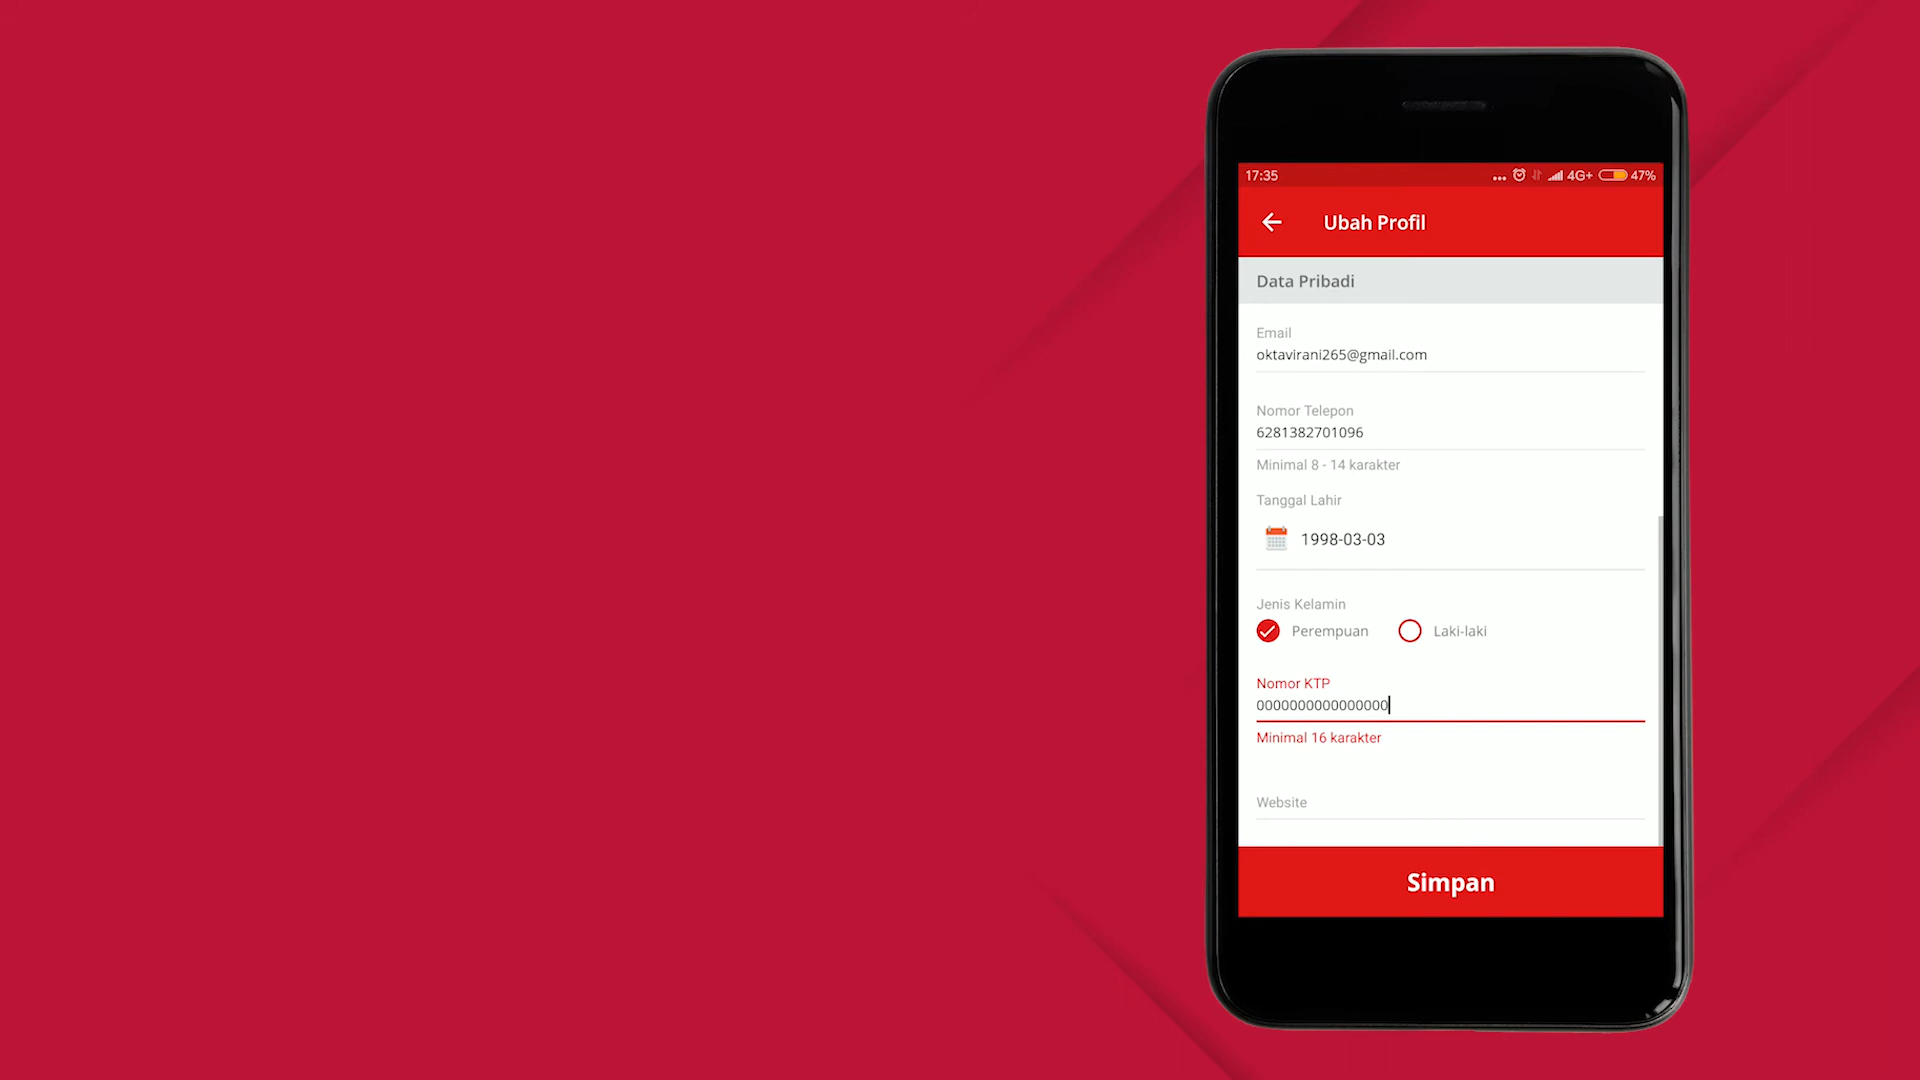 17:35
... 4G+ 47%
Ubah Profil
Data Pribadi
Email
oktavirani265@gmail.com
Nomor Telepon
6281382701096
Minimal 8 - 14 karakter
Tanggal Lahir
1998-03-03
Jenis Kelamin
Perempuan Laki-laki
Nomor KTP
0000000000000000
Minimal 16 karakter
Website
Simpan